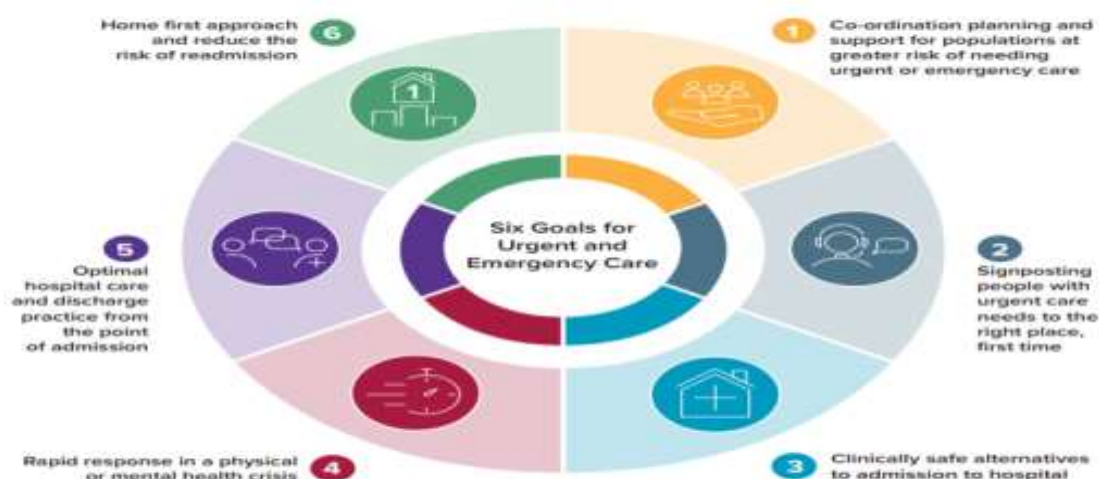 Six Goals for
Urgent and
Emergency Care
1
Co-ordination planning and
support for populations at
greater risk of needing
urgent or emergency care
2
Signposting
people with
urgent care
needs to the
right place,
first time
3
Clinically safe alternatives
to admission to hospital
4
Rapid response in a physical
or mental health crisis
5
Optimal
hospital care
and discharge
practice from
the point
of admission
6
Home first approach
and reduce the
risk of readmission
1